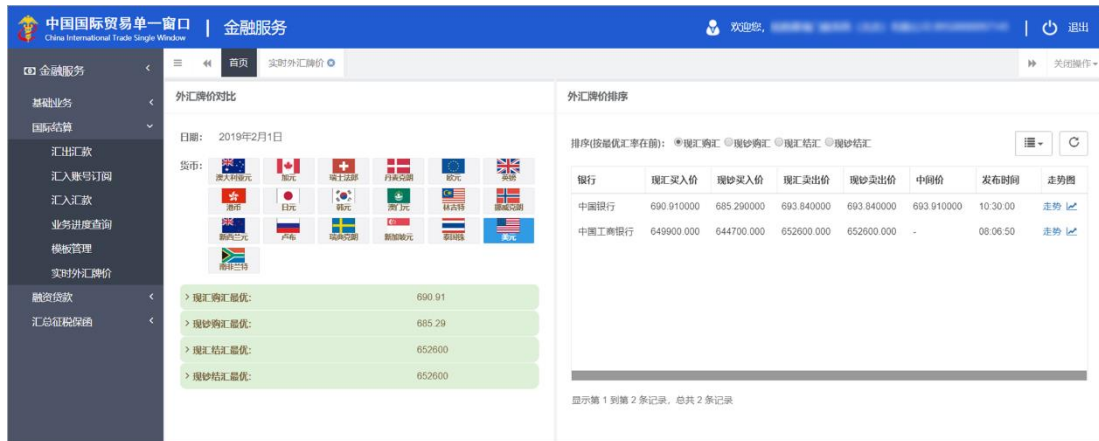 中国国际贸易单一窗口 | 金融服务
China International Trade Single Window
欢迎您,
退出
金融服务
首页
实时外汇牌价
关闭操作
基础业务
国际结算
汇出汇款
汇入账号订阅
汇入汇款
业务进度查询
模板管理
实时外汇牌价
融资贷款
汇总征税保函
外汇牌价对比
日期: 2019年2月1日
货币:
澳大利亚元 加元 瑞士法郎 丹麦克朗 欧元 英镑
港币 日元 韩元 澳门元 林吉特 挪威克朗
新西兰元 卢布 瑞典克朗 新加坡元 泰国铢 美元
南非兰特
现汇购汇最优: 690.91
现钞购汇最优: 685.29
现汇结汇最优: 652600
现钞结汇最优: 652600
外汇牌价排序
排序(按最优汇率在前): 现汇购汇 现钞购汇 现汇结汇 现钞结汇
银行 现汇买入价 现钞买入价 现汇卖出价 现钞卖出价 中间价 发布时间 走势图
中国银行 690.910000 685.290000 693.840000 693.840000 693.910000 10:30:00 走势
中国工商银行 649900.000 644700.000 652600.000 652600.000 - 08:06:50 走势
显示第 1 到第 2 条记录, 总共 2 条记录